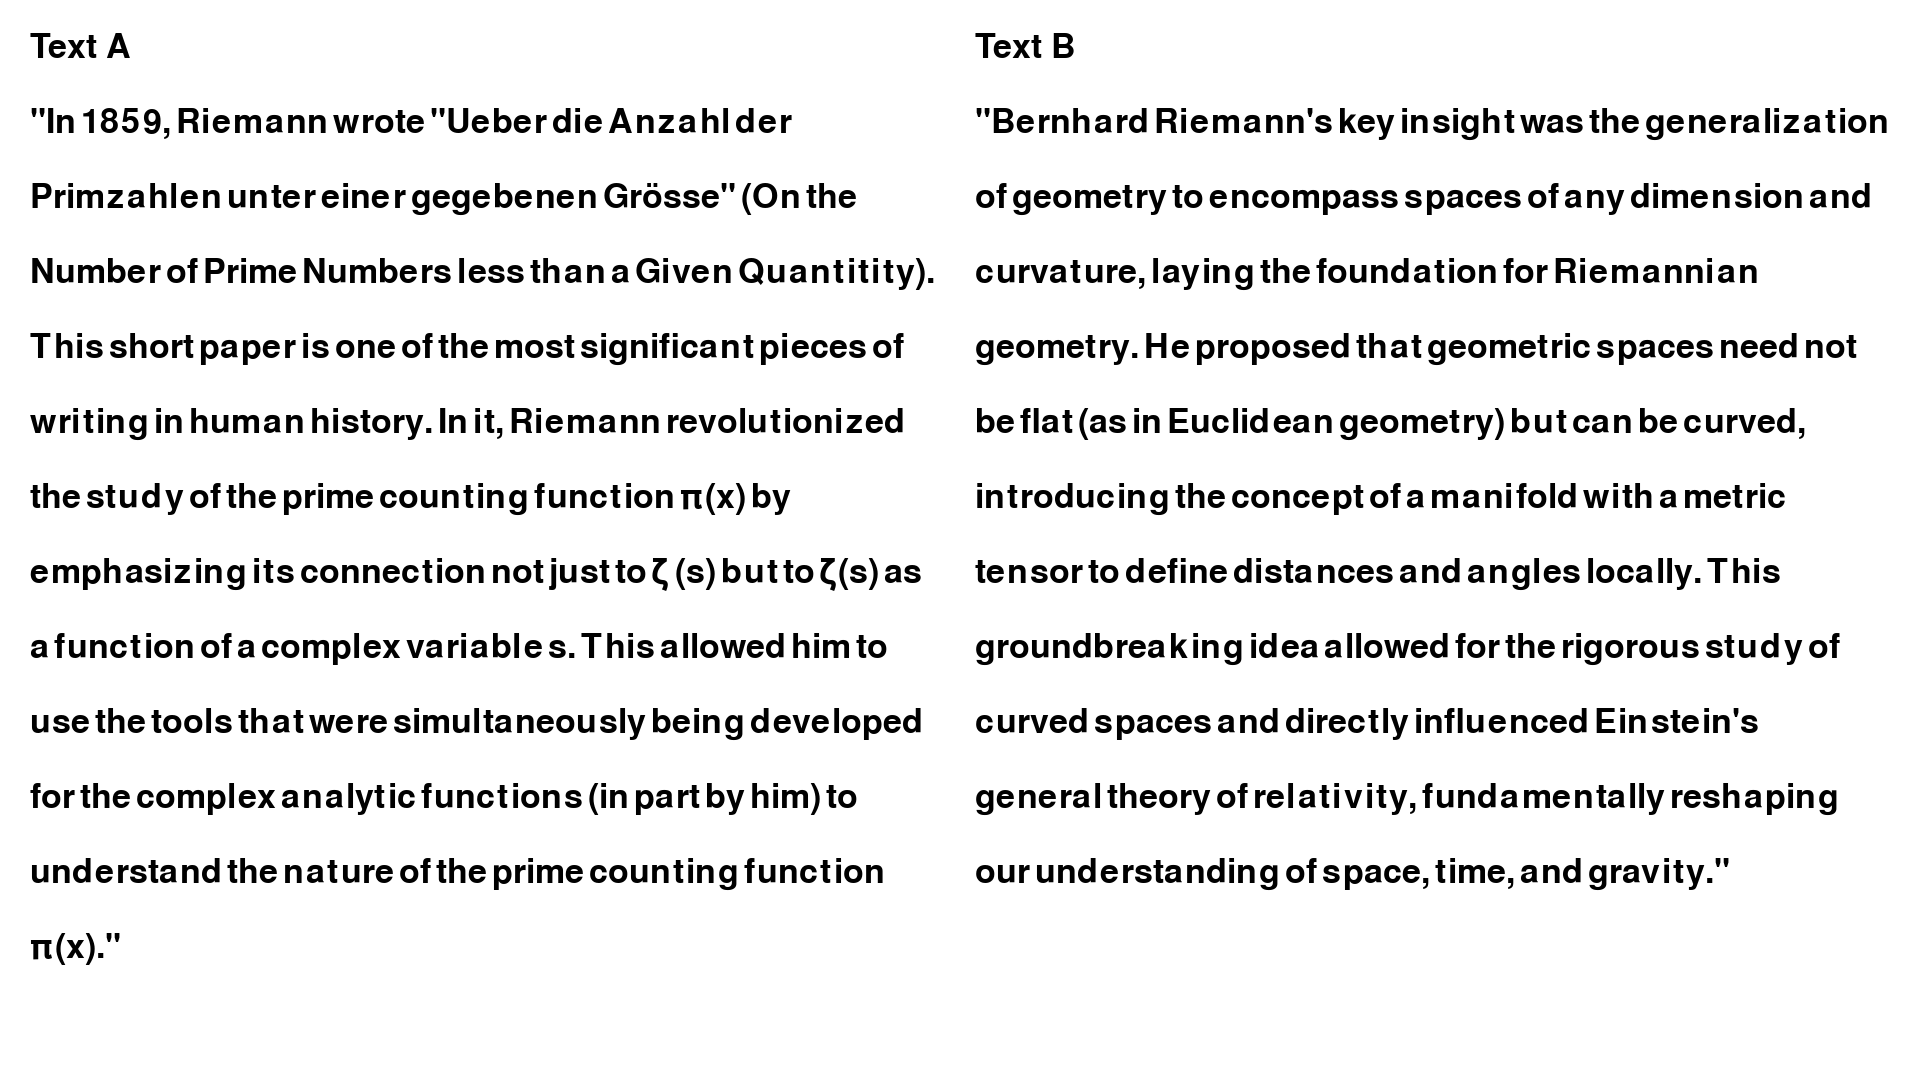 Text A
"In 1859, Riemann wrote "Ueber die Anzahl der
Primzahlen unter einer gegebenen Grösse" (On the
Number of Prime Numbers less than a Given Quantitity).
This short paper is one of the most significant pieces of
writing in human history. In it, Riemann revolutionized
the study of the prime counting function π(x) by
emphasizing its connection not just to ζ (s) but to ζ(s) as
a function of a complex variable s. This allowed him to
use the tools that were simultaneously being developed
for the complex analytic functions (in part by him) to
understand the nature of the prime counting function
π(x)."
Text B
"Bernhard Riemann's key insight was the generalization
of geometry to encompass spaces of any dimension and
curvature, laying the foundation for Riemannian
geometry. He proposed that geometric spaces need not
be flat (as in Euclidean geometry) but can be curved,
introducing the concept of a manifold with a metric
tensor to define distances and angles locally. This
groundbreaking idea allowed for the rigorous study of
curved spaces and directly influenced Einstein's
general theory of relativity, fundamentally reshaping
our understanding of space, time, and gravity."